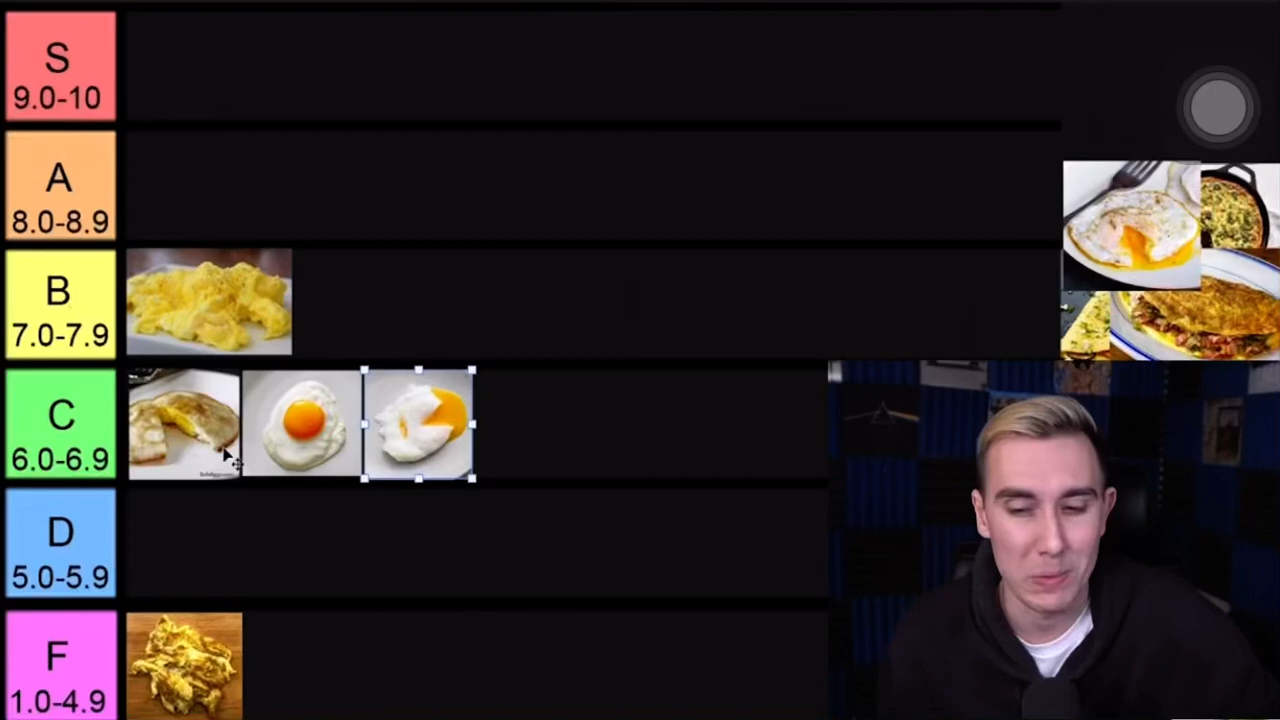 S
9.0-10
A
8.0-8.9
B
7.0-7.9
C
6.0-6.9
D
5.0-5.9
F
1.0-4.9